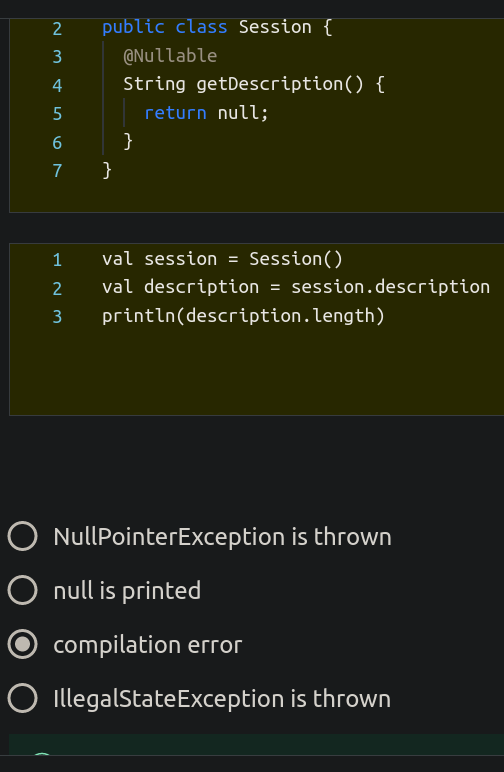 2 public class Session {
3 @Nullable
4 String getDescription() {
5 return null;
6 }
7 }
1 val session = Session()
2 val description = session.description
3 println(description.length)
NullPointerException is thrown
null is printed
compilation error
IllegalStateException is thrown